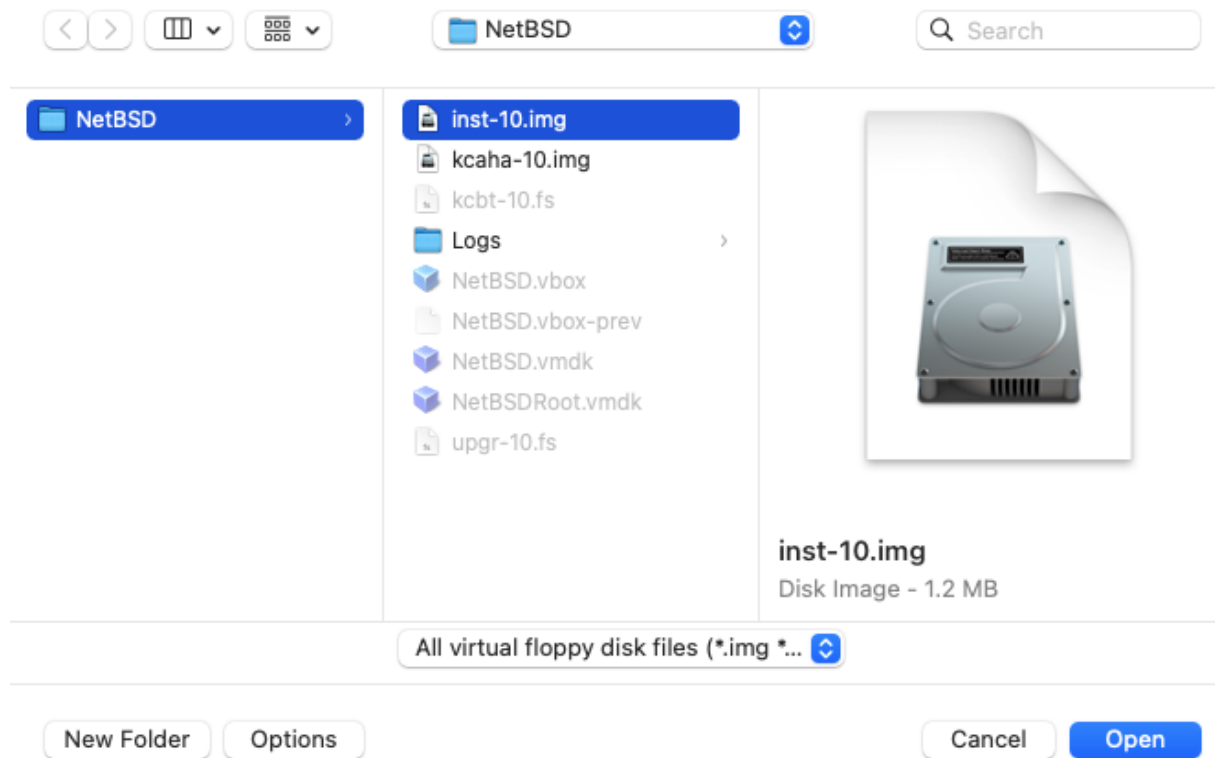 NetBSD
Search
NetBSD
inst-10.img
kcaha-10.img
kcbt-10.fs
Logs
NetBSD.vbox
NetBSD.vbox-prev
NetBSD.vmdk
NetBSDRoot.vmdk
upgr-10.fs
inst-10.img
Disk Image - 1.2 MB
All virtual floppy disk files (*.img *...
New Folder Options Cancel Open